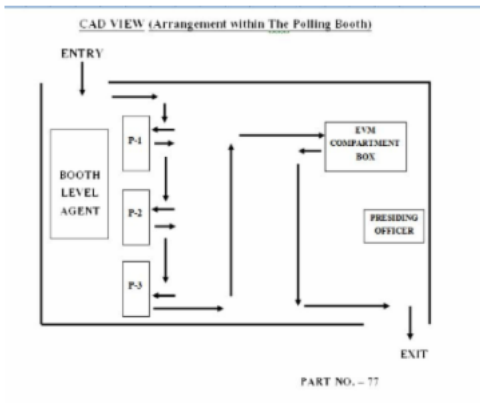 CAD VIEW (Arrangement within The Polling Booth)
ENTRY
BOOTH
LEVEL
AGENT
P-1
P-2
P-3
EVM
COMPARTMENT
BOX
PRESIDING
OFFICER
EXIT
PART NO. – 77